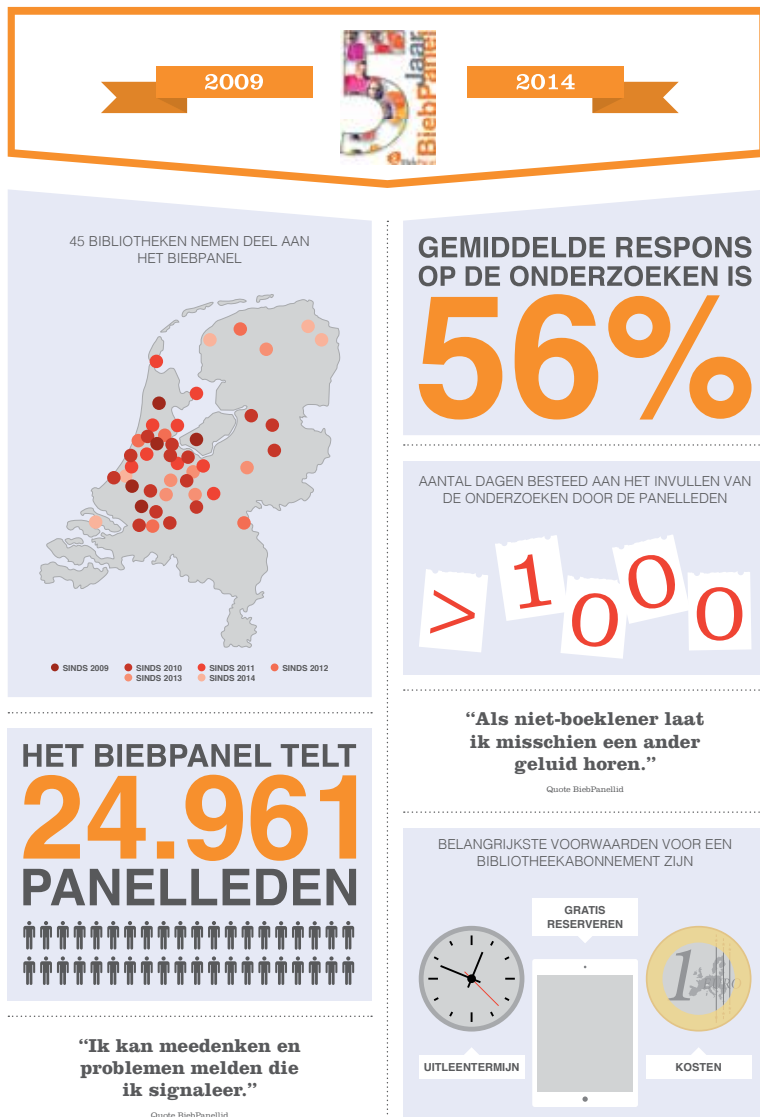 2009
5 Jaar
BiebPanel
2014
45 BIBLIOTHEKEN NEMEN DEEL AAN
HET BIEBPANEL
SINDS 2009
SINDS 2010
SINDS 2011
SINDS 2012
SINDS 2013
SINDS 2014
HET BIEBPANEL TELT
24.961
PANELLEDEN
“Ik kan meedenken en
problemen melden die
ik signaleer.”
Quote BiebPanellid
GEMIDDELDE RESPONS
OP DE ONDERZOEKEN IS
56%
AANTAL DAGEN BESTEED AAN HET INVULLEN VAN
DE ONDERZOEKEN DOOR DE PANELLEDEN
> 1000
“Als niet-boeklener laat
ik misschien een ander
geluid horen.”
Quote BiebPanellid
BELANGRIJKSTE VOORWAARDEN VOOR EEN
BIBLIOTHEEKABONNEMENT ZIJN
GRATIS
RESERVEREN
1 EURO
UITLEENTERMIJN
KOSTEN